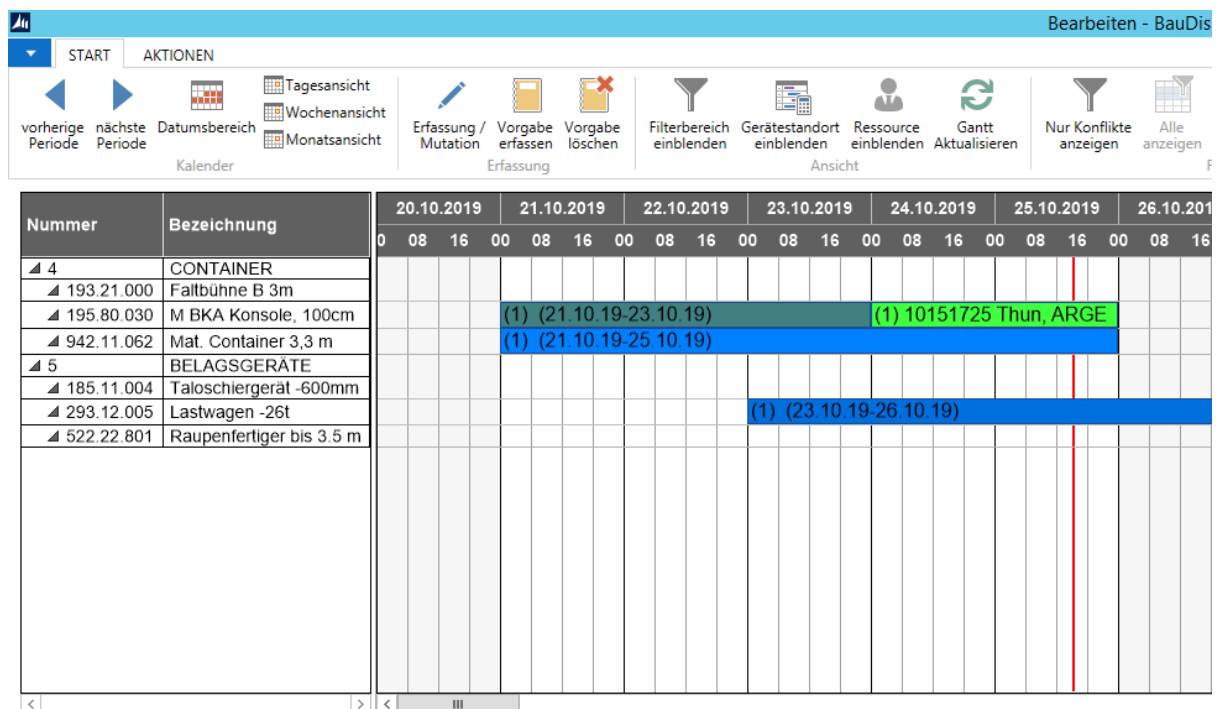 Bearbeiten - BauDis
START AKTIONEN
vorherige Periode
nächste Periode
Datumsbereich
Tagesansicht
Wochenansicht
Monatsansicht
Kalender
Erfassung / Mutation
Vorgabe erfassen
Vorgabe löschen
Erfassung
Filterbereich einblenden
Gerätestandort einblenden
Ressource einblenden
Gantt Aktualisieren
Ansicht
Nur Konflikte anzeigen
Alle anzeigen
Nummer Bezeichnung
20.10.2019 21.10.2019 22.10.2019 23.10.2019 24.10.2019 25.10.2019 26.10.201
0 08 16 00 08 16 00 08 16 00 08 16 00 08 16 00 08 16 00 08 16
4 CONTAINER
193.21.000 Faltbühne B 3m
195.80.030 M BKA Konsole, 100cm (1) (21.10.19-23.10.19) (1) 10151725 Thun, ARGE
942.11.062 Mat. Container 3,3 m (1) (21.10.19-25.10.19)
5 BELAGSGERÄTE
185.11.004 Taloschiergerät -600mm
293.12.005 Lastwagen -26t (1) (23.10.19-26.10.19)
522.22.801 Raupenfertiger bis 3.5 m